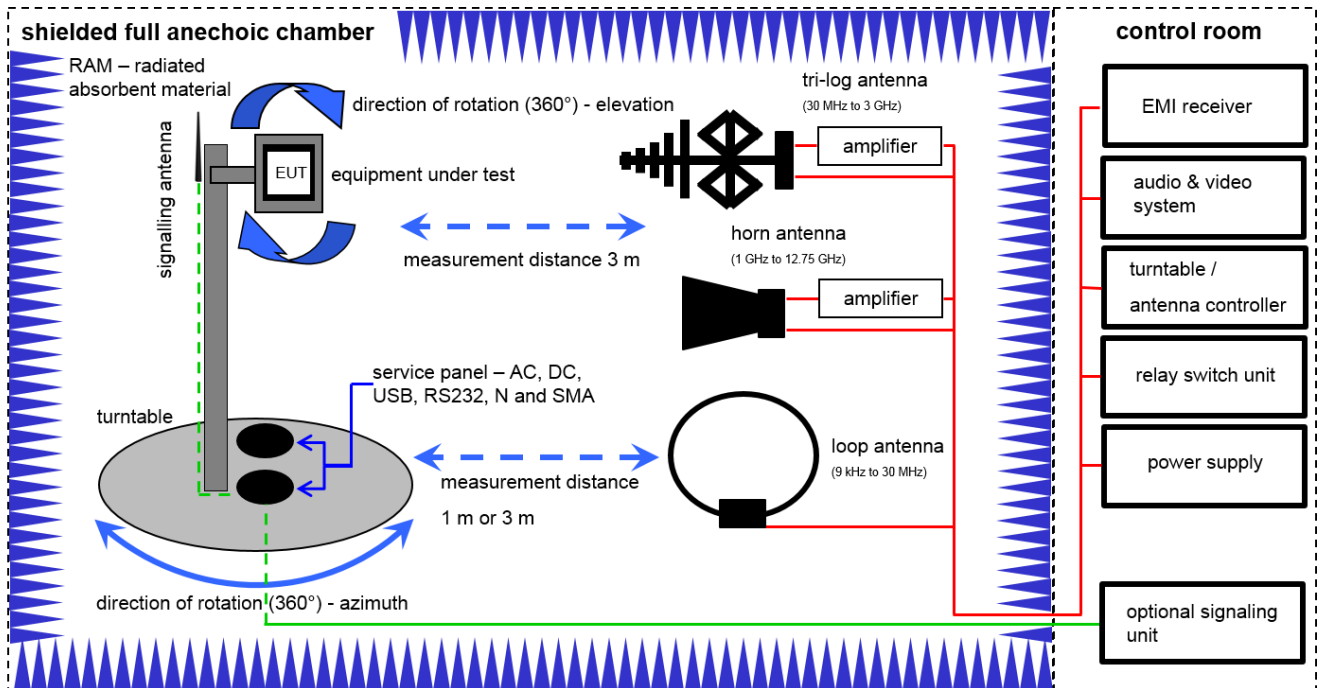 shielded full anechoic chamber
control room
RAM – radiated
absorbent material
direction of rotation (360°) - elevation
signalling antenna
EUT
equipment under test
measurement distance 3 m
tri-log antenna
(30 MHz to 3 GHz)
amplifier
horn antenna
(1 GHz to 12.75 GHz)
amplifier
service panel – AC, DC,
USB, RS232, N and SMA
turntable
measurement distance
1 m or 3 m
loop antenna
(9 kHz to 30 MHz)
direction of rotation (360°) - azimuth
EMI receiver
audio & video
system
turntable /
antenna controller
relay switch unit
power supply
optional signaling
unit